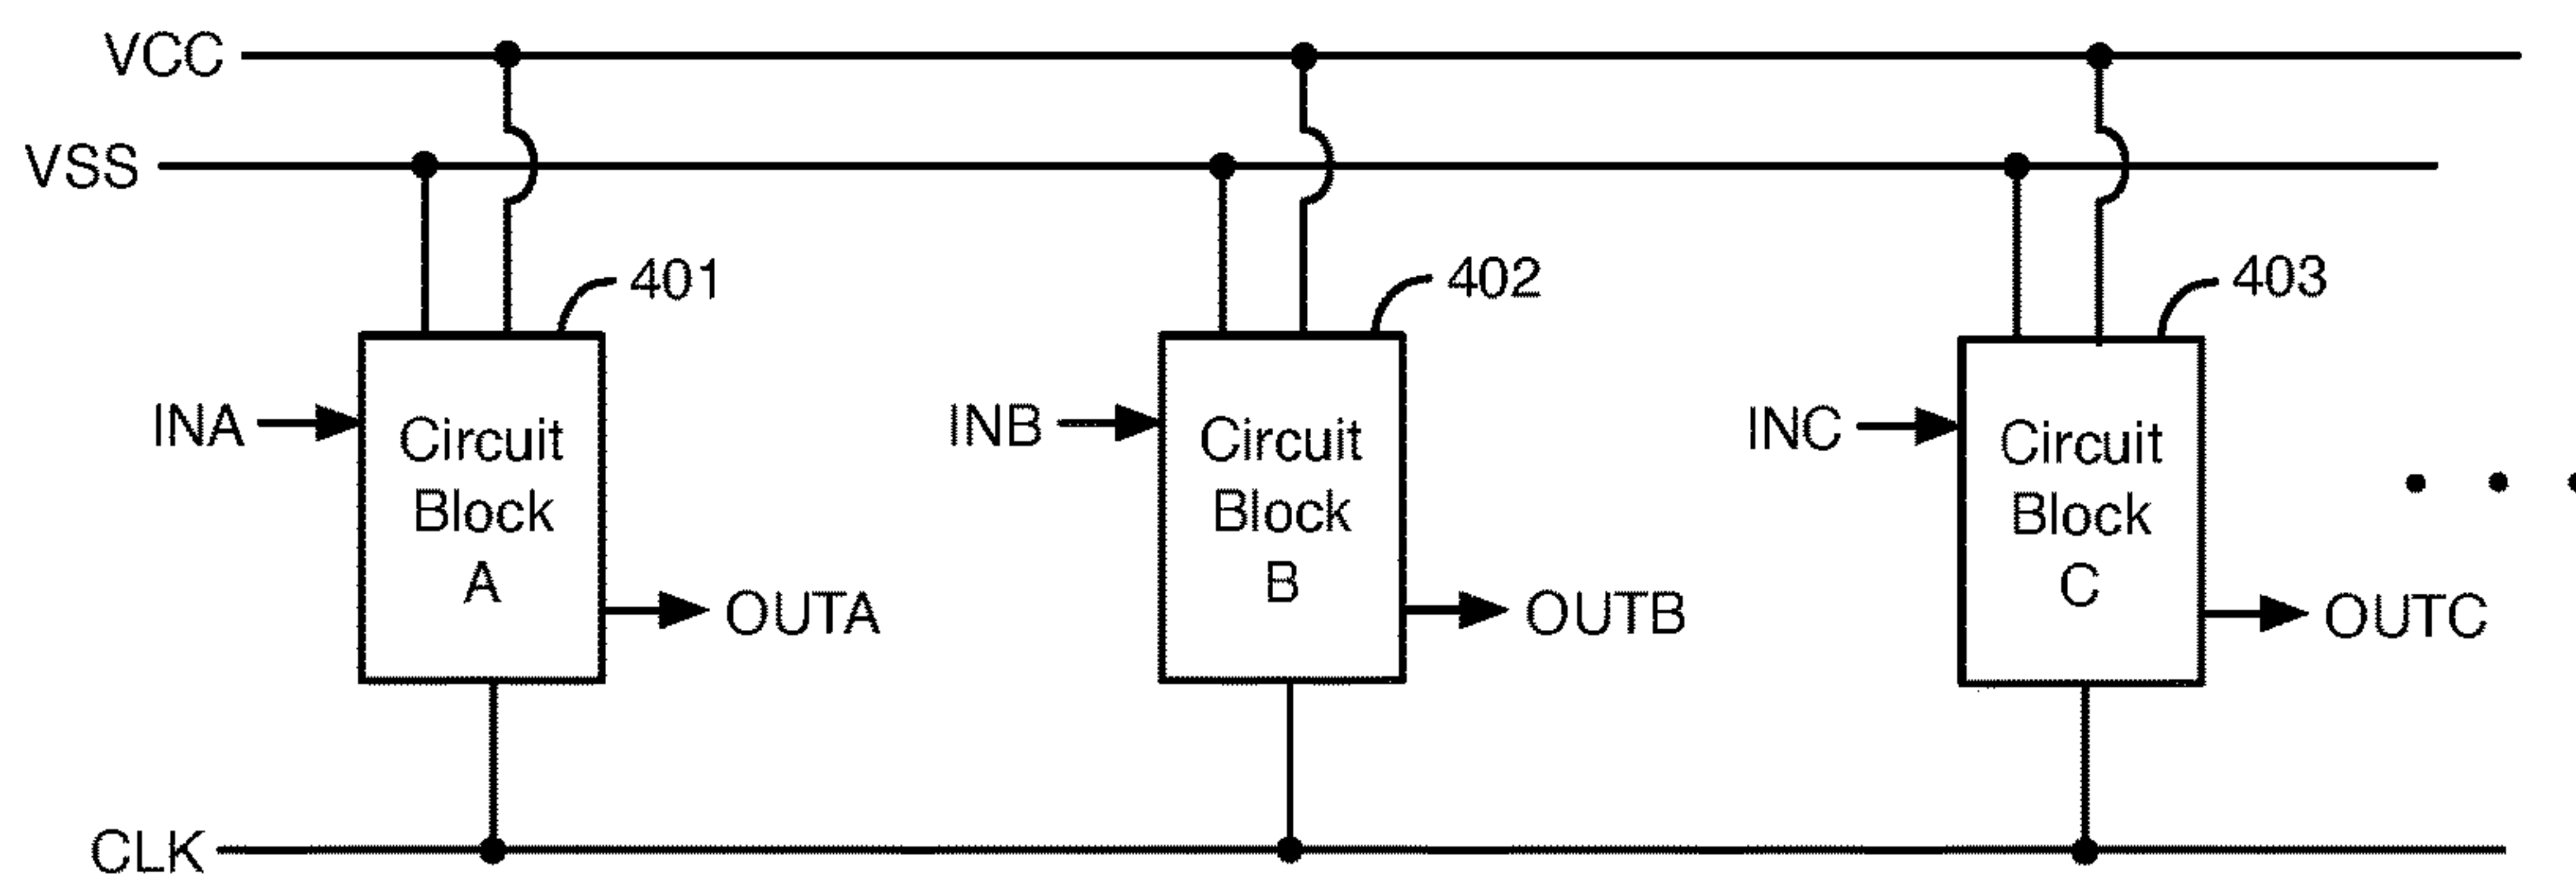 VCC
VSS
401
402
403
INA
Circuit
Block
A
OUTA
INB
Circuit
Block
B
OUTB
INC
Circuit
Block
C
OUTC
CLK